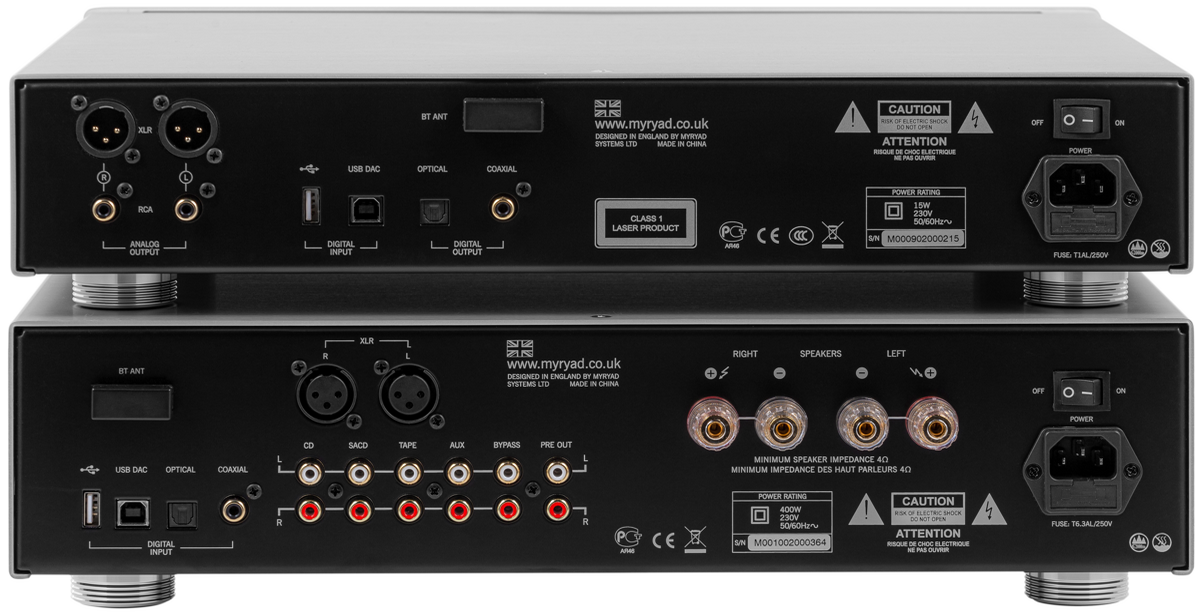 XLR
R
L
RCA
ANALOG
OUTPUT
BT ANT
USB DAC
OPTICAL
COAXIAL
DIGITAL
INPUT
DIGITAL
OUTPUT
www.myryad.co.uk
DESIGNED IN ENGLAND BY MYRYAD
SYSTEMS LTD MADE IN CHINA
CLASS 1
LASER PRODUCT
AR46
CE
CCC
CAUTION
RISK OF ELECTRIC SHOCK
DO NOT OPEN
ATTENTION
RISQUE DE CHOC ELECTRIQUE
NE PAS OUVRIR
POWER RATING
15W
230V
50/60Hz~
S/N M000902000215
OFF ON
POWER
FUSE: T1AL/250V
BT ANT
XLR
R L
www.myryad.co.uk
DESIGNED IN ENGLAND BY MYRYAD
SYSTEMS LTD MADE IN CHINA
RIGHT SPEAKERS LEFT
MINIMUM SPEAKER IMPEDANCE 4Ω
MINIMUM IMPEDANCE DES HAUT PARLEURS 4Ω
CD SACD TAPE AUX BYPASS PRE OUT
L L
R R
USB DAC OPTICAL COAXIAL
DIGITAL
INPUT
AR46
CE
POWER RATING
400W
230V
50/60Hz~
S/N M001002000364
CAUTION
RISK OF ELECTRIC SHOCK
DO NOT OPEN
ATTENTION
RISQUE DE CHOC ELECTRIQUE
NE PAS OUVRIR
OFF ON
POWER
FUSE: T6.3AL/250V